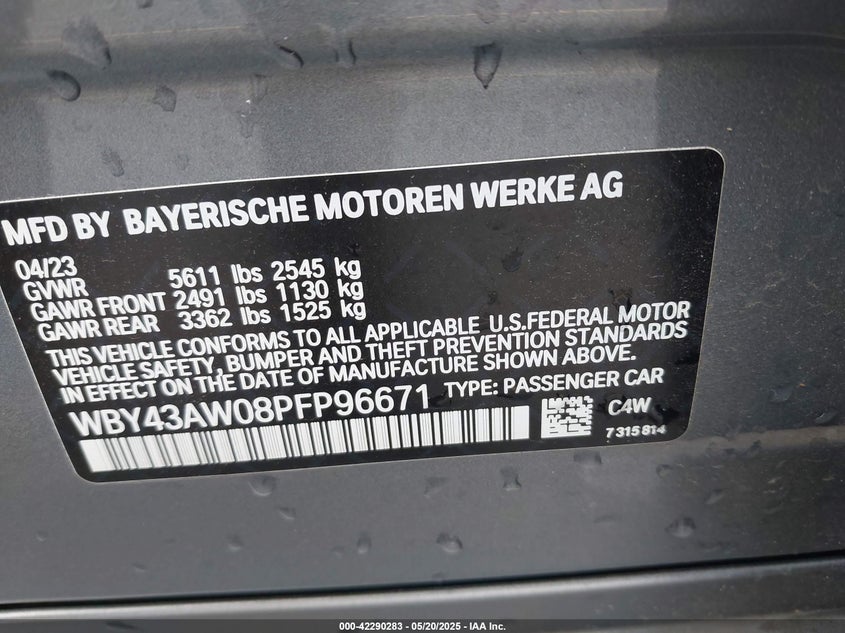 MFD BY BAYERISCHE MOTOREN WERKE AG
04/23
GVWR 5611 lbs 2545 kg
GAWR FRONT 2491 lbs 1130 kg
GAWR REAR 3362 lbs 1525 kg
THIS VEHICLE CONFORMS TO ALL APPLICABLE U.S.FEDERAL MOTOR
VEHICLE SAFETY, BUMPER AND THEFT PREVENTION STANDARDS
IN EFFECT ON THE DATE OF MANUFACTURE SHOWN ABOVE.
WBY43AW08PFP96671 TYPE: PASSENGER CAR
C4W
7315814
000-42290283 - 05/20/2025 - IAA Inc.